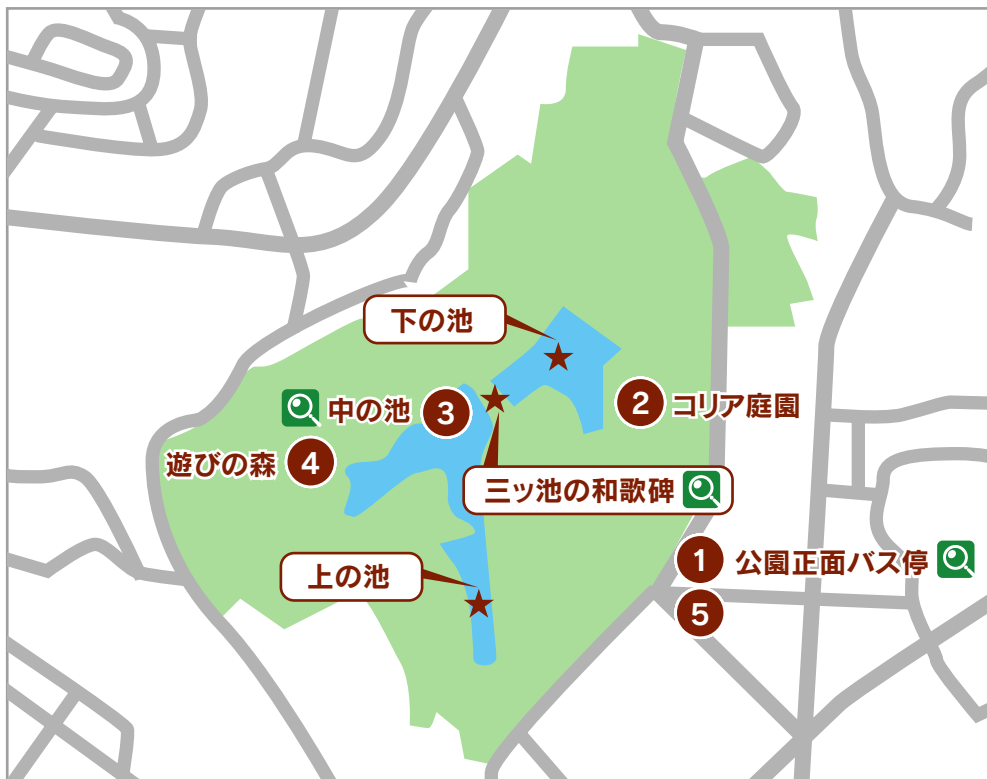 下の池
中の池 3
2 コリア庭園
遊びの森 4
三ッ池の和歌碑
1 公園正面バス停
上の池
5